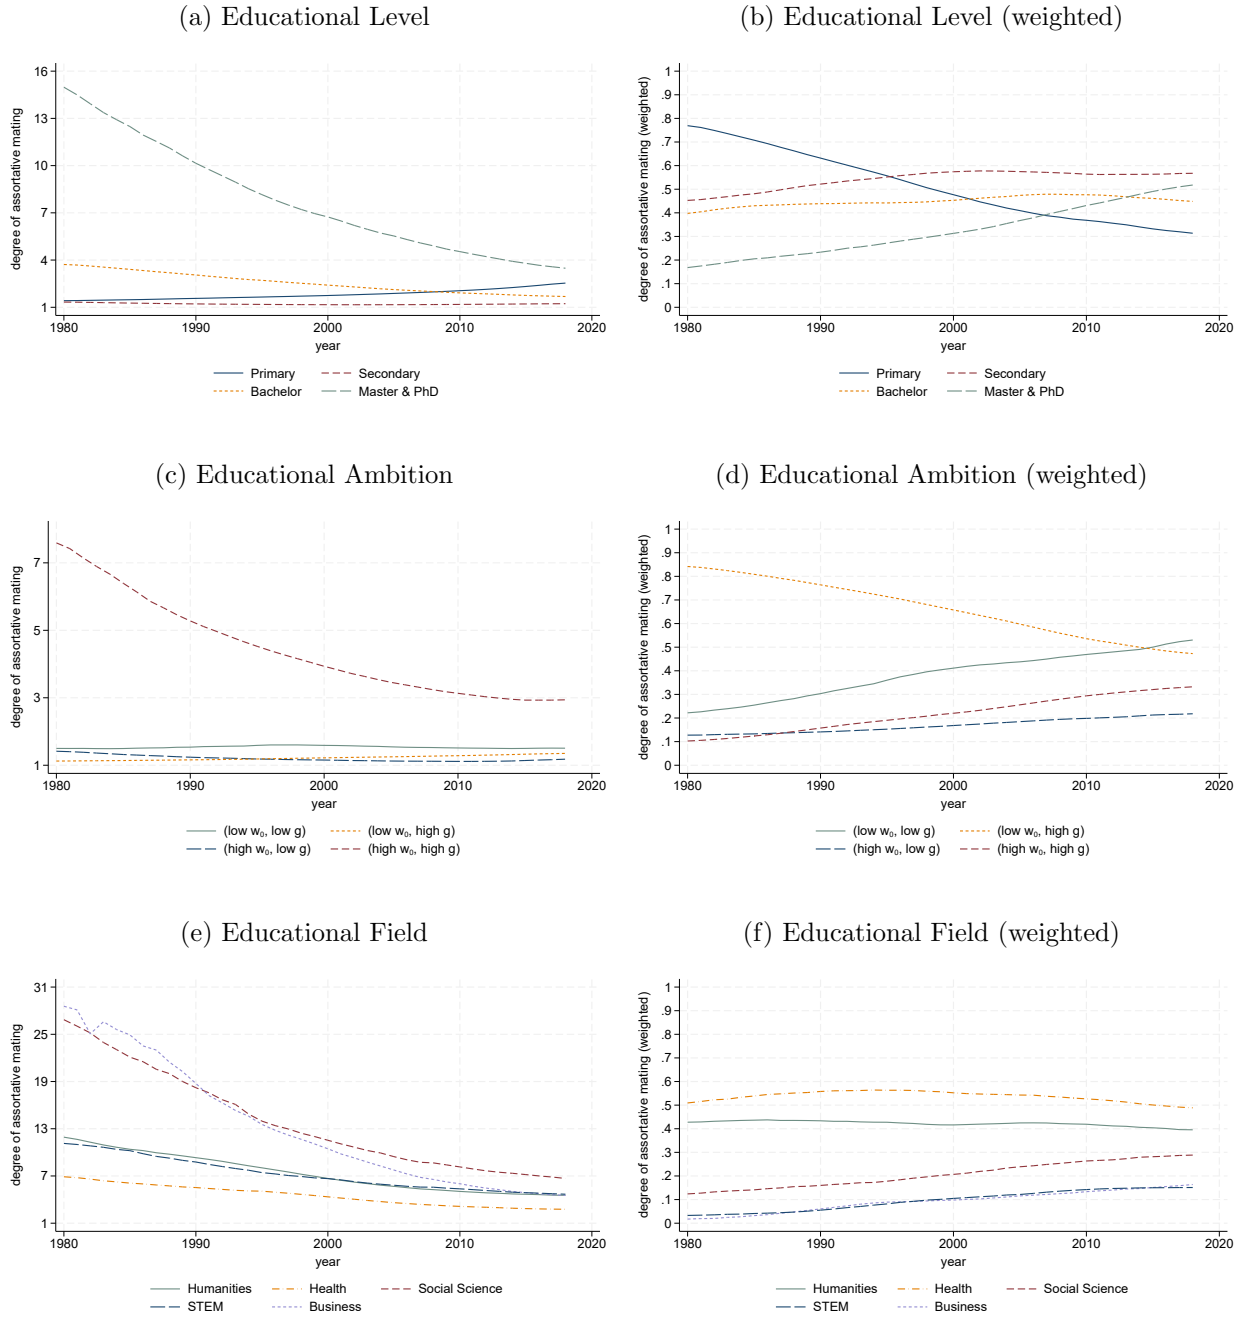 (a) Educational Level
degree of assortative mating
16
13
10
7
4
1
1980 1990 2000 2010 2020
year
Primary Secondary
Bachelor Master & PhD
(b) Educational Level (weighted)
degree of assortative mating (weighted)
1
.9
.8
.7
.6
.5
.4
.3
.2
.1
0
1980 1990 2000 2010 2020
year
Primary Secondary
Bachelor Master & PhD
(c) Educational Ambition
degree of assortative mating
7
5
3
1
1980 1990 2000 2010 2020
year
(low w₀, low g) (low w₀, high g)
(high w₀, low g) (high w₀, high g)
(d) Educational Ambition (weighted)
degree of assortative mating (weighted)
1
.9
.8
.7
.6
.5
.4
.3
.2
.1
0
1980 1990 2000 2010 2020
year
(low w₀, low g) (low w₀, high g)
(high w₀, low g) (high w₀, high g)
(e) Educational Field
degree of assortative mating
31
25
19
13
7
1
1980 1990 2000 2010 2020
year
Humanities Health Social Science
STEM Business
(f) Educational Field (weighted)
degree of assortative mating (weighted)
1
.9
.8
.7
.6
.5
.4
.3
.2
.1
0
1980 1990 2000 2010 2020
year
Humanities Health Social Science
STEM Business